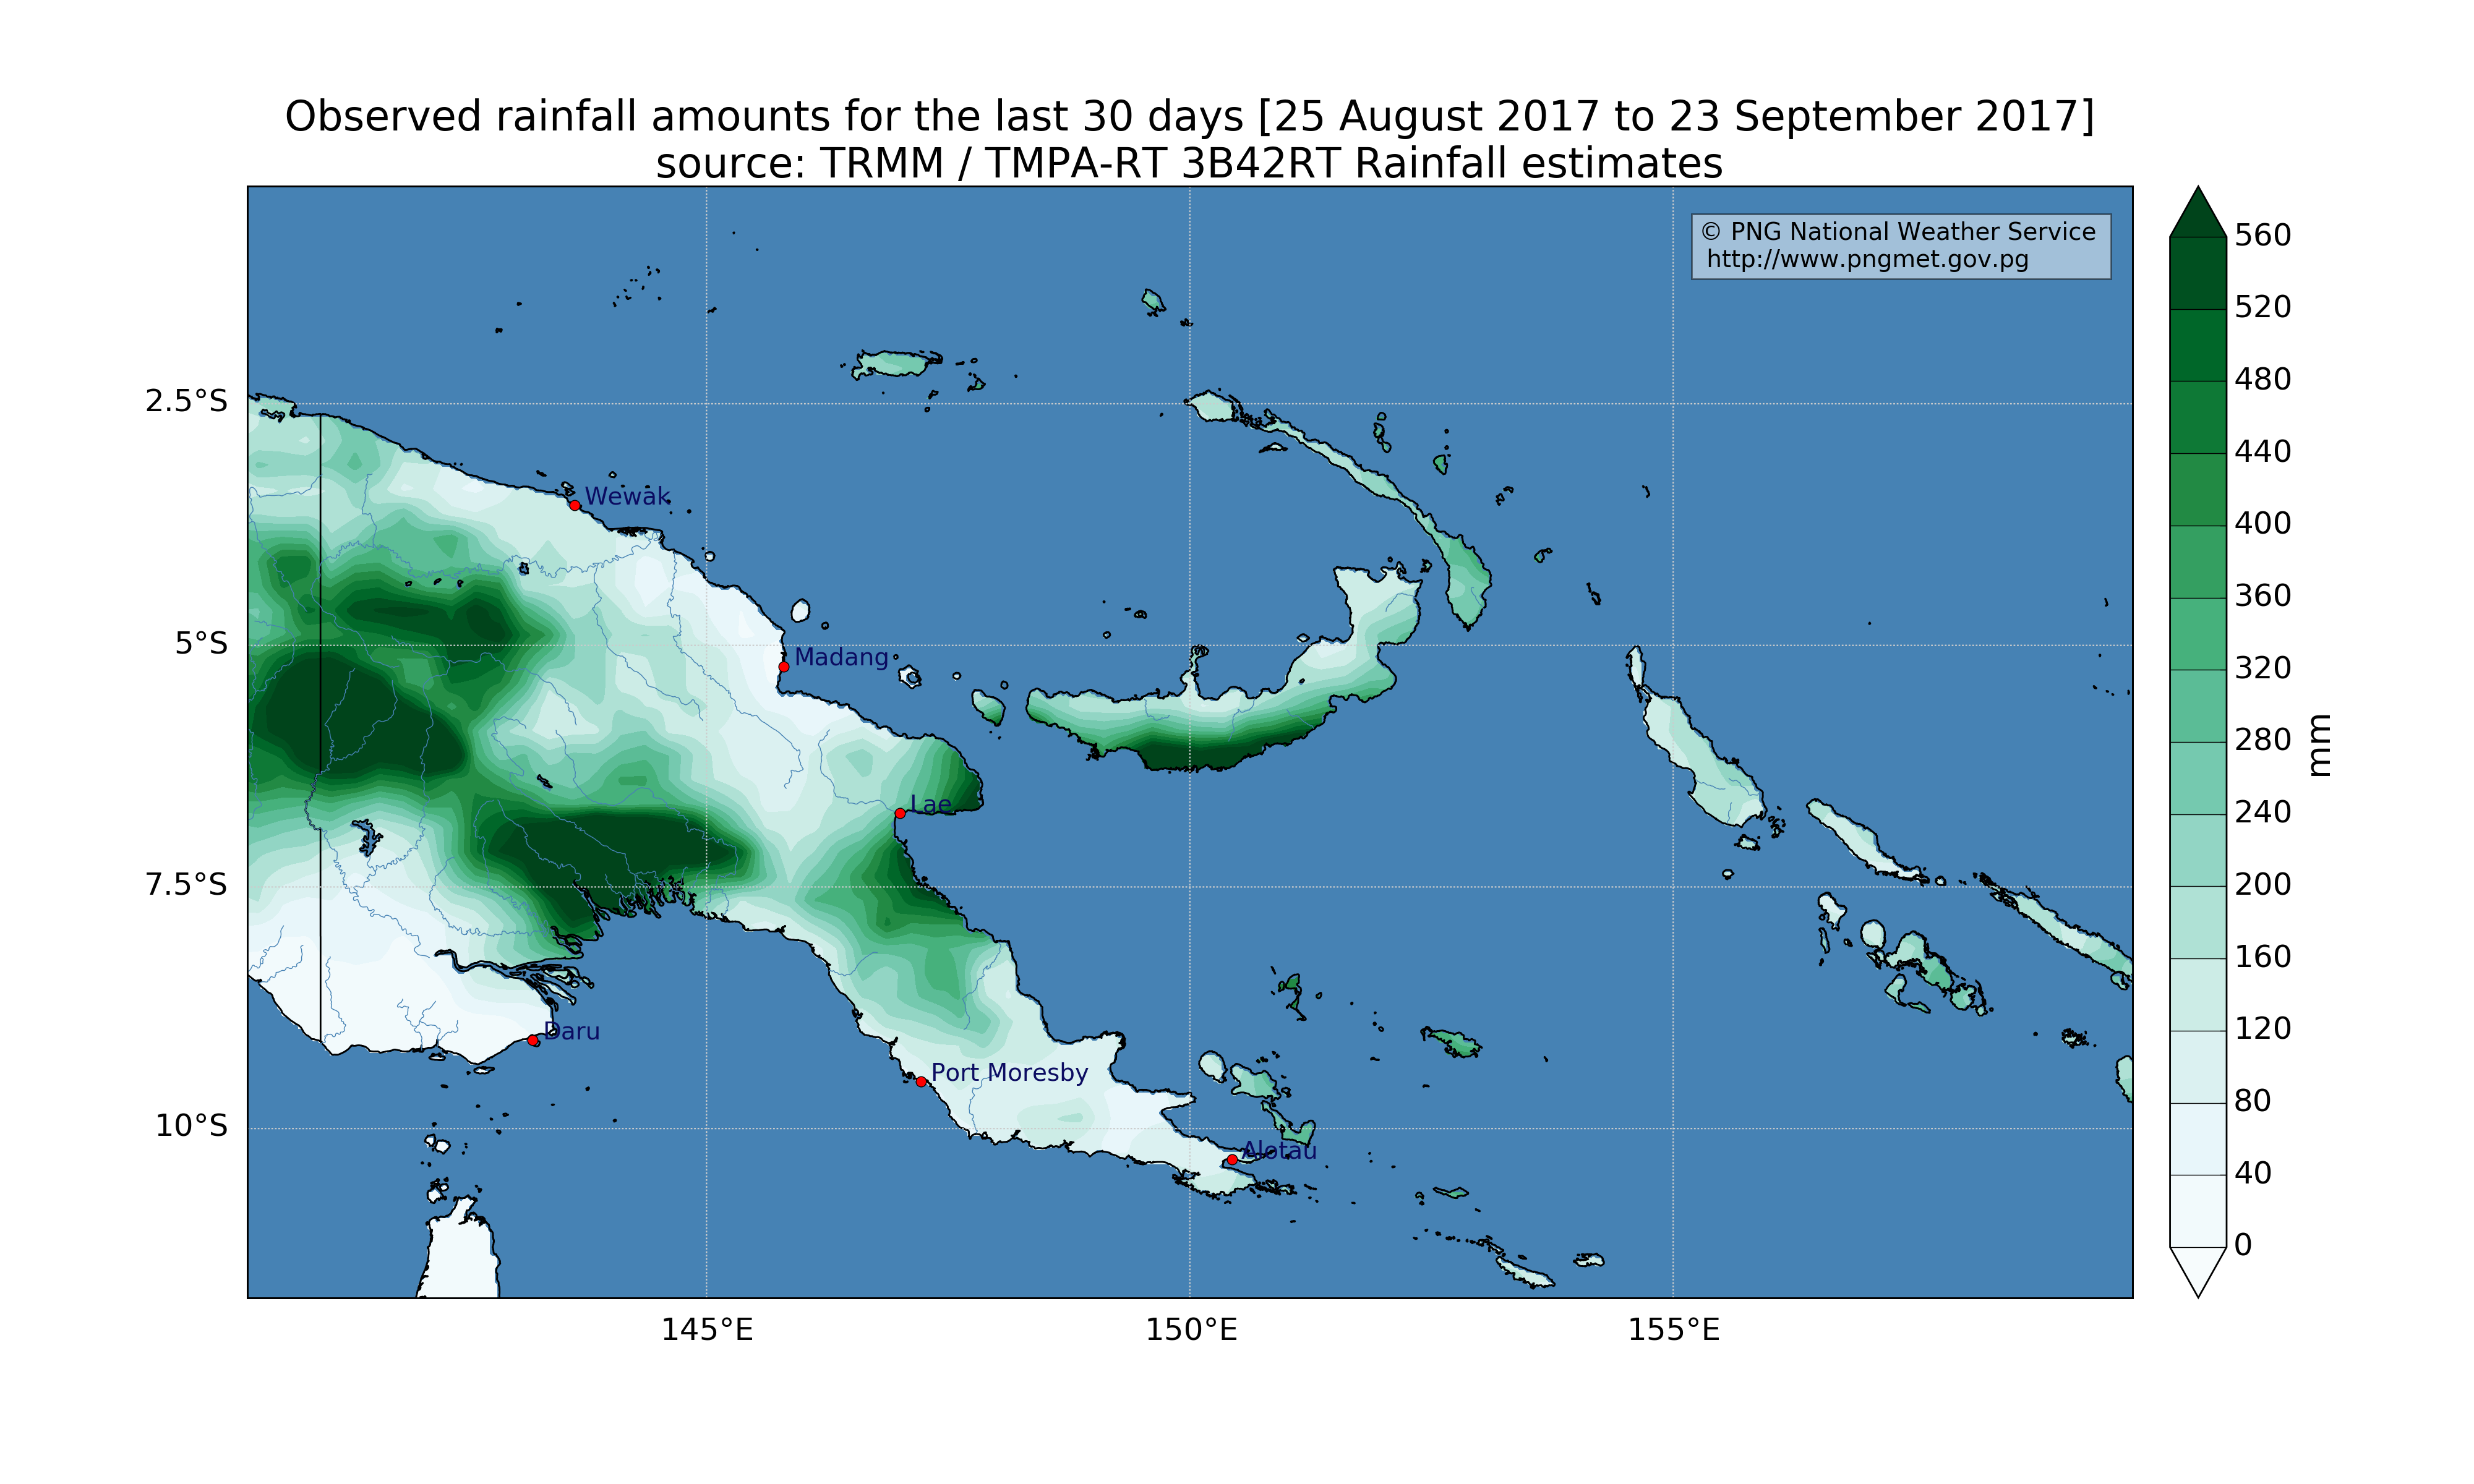 Observed rainfall amounts for the last 30 days [25 August 2017 to 23 September 2017]
source: TRMM / TMPA-RT 3B42RT Rainfall estimates
© PNG National Weather Service
http://www.pngmet.gov.pg
2.5°S
5°S
7.5°S
10°S
Wewak
Madang
Lae
Daru
Port Moresby
Alotau
145°E
150°E
155°E
560
520
480
440
400
360
320
280
240
200
160
120
80
40
0
mm